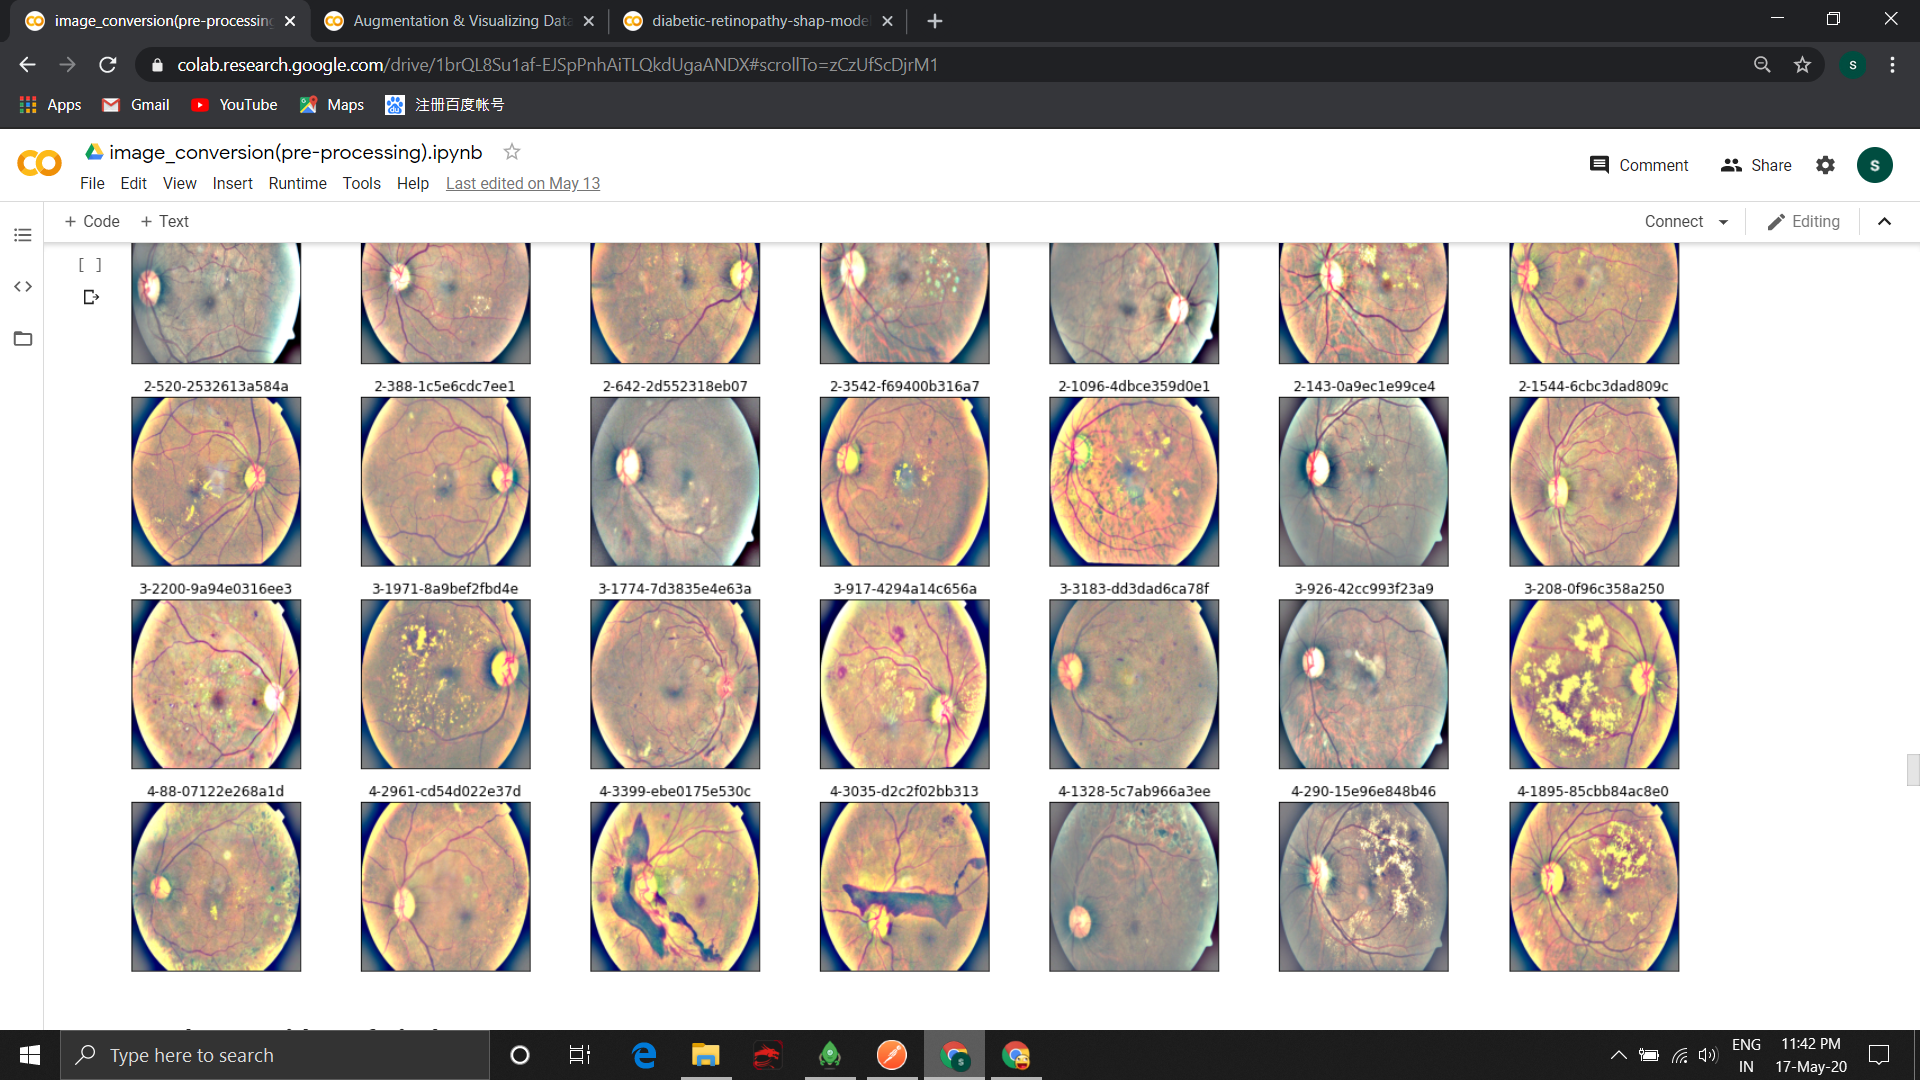 image_conversion(pre-processing
Augmentation & Visualizing Data
diabetic-retinopathy-shap-model
colab.research.google.com/drive/1brQL8Su1af-EJSpPnhAiTLQkdUgaANDX#scrollTo=zCzUfScDjrM1
S
Apps Gmail YouTube Maps 注册百度帐号
image_conversion(pre-processing).ipynb
Comment Share S
File Edit View Insert Runtime Tools Help Last edited on May 13
+ Code + Text Connect Editing
[ ]
2-520-2532613a584a 2-388-1c5e6cdc7ee1 2-642-2d552318eb07 2-3542-f69400b316a7 2-1096-4dbce359d0e1 2-143-0a9ec1e99ce4 2-1544-6cbc3dad809c
3-2200-9a94e0316ee3 3-1971-8a9bef2fbd4e 3-1774-7d3835e4e63a 3-917-4294a14c656a 3-3183-dd3dad6ca78f 3-926-42cc993f23a9 3-208-0f96c358a250
4-88-07122e268a1d 4-2961-cd54d022e37d 4-3399-ebe0175e530c 4-3035-d2c2f02bb313 4-1328-5c7ab966a3ee 4-290-15e96e848b46 4-1895-85cbb84ac8e0
Type here to search
ENG
IN
11:42 PM
17-May-20